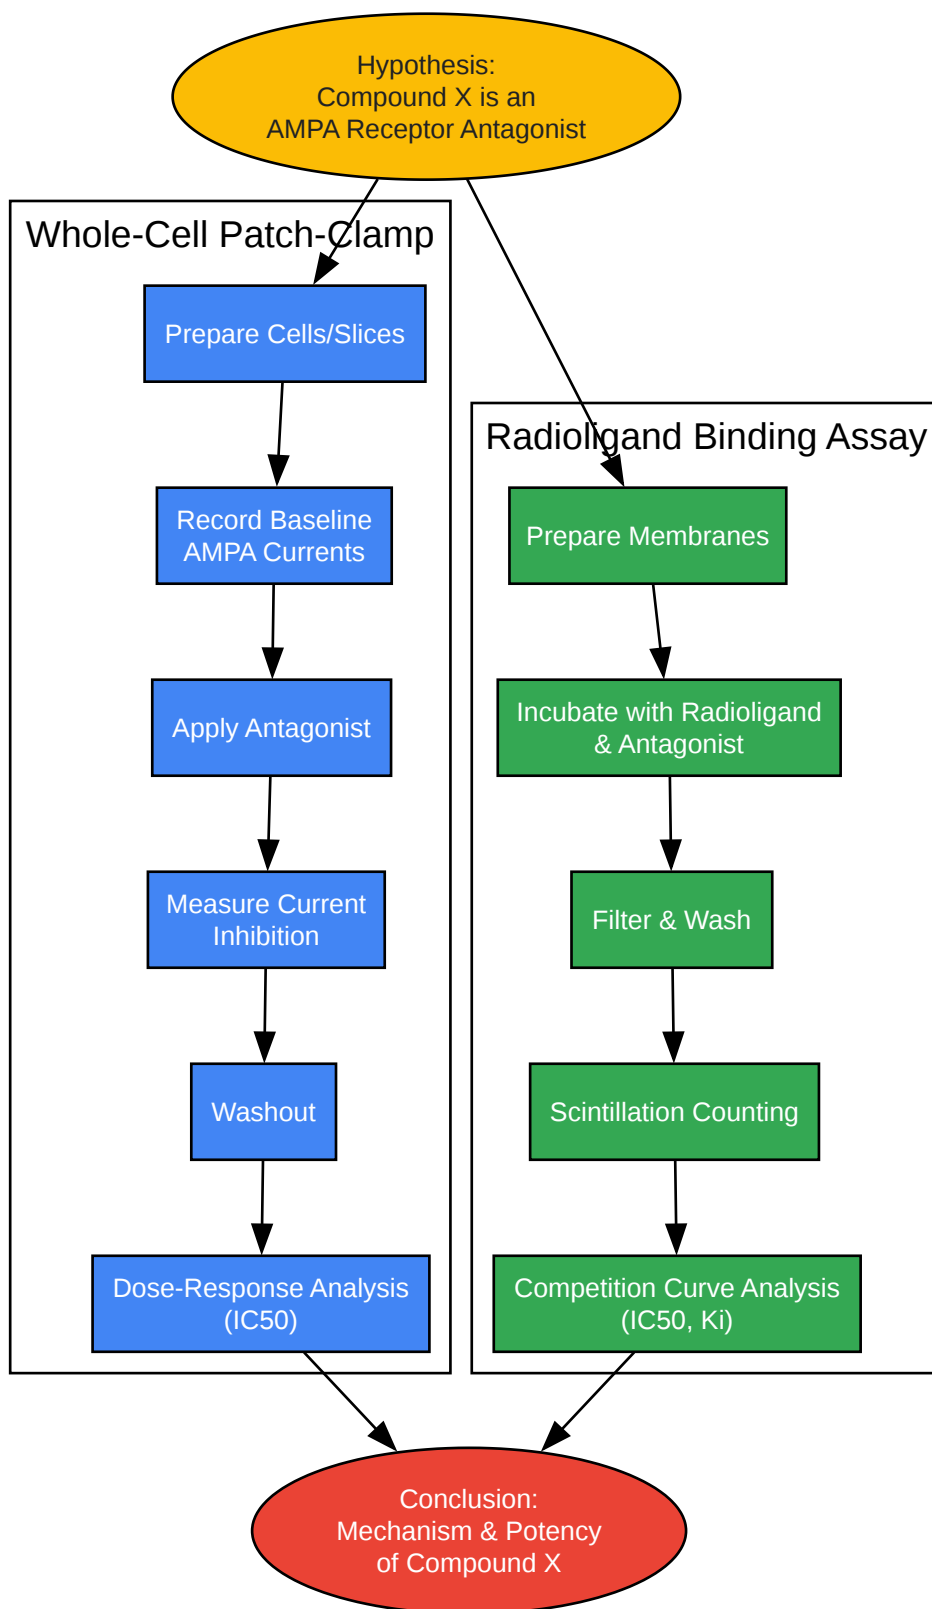 Hypothesis:
Compound X is an
AMPA Receptor Antagonist
Whole-Cell Patch-Clamp
Prepare Cells/Slices
Record Baseline
AMPA Currents
Apply Antagonist
Measure Current
Inhibition
Washout
Dose-Response Analysis
(IC50)
Radioligand Binding Assay
Prepare Membranes
Incubate with Radioligand
& Antagonist
Filter & Wash
Scintillation Counting
Competition Curve Analysis
(IC50, Ki)
Conclusion:
Mechanism & Potency
of Compound X